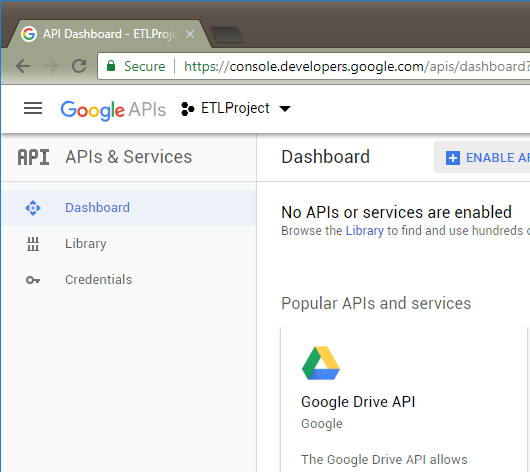 API Dashboard - ETLProje
Secure
https://console.developers.google.com/apis/dashboard?
Google APIs
ETLProject
API
APIs & Services
Dashboard
ENABLE AP
Dashboard
Library
Credentials
No APIs or services are enabled
Browse the Library to find and use hundreds o
Popular APIs and services
Google Drive API
Google
The Google Drive API allows